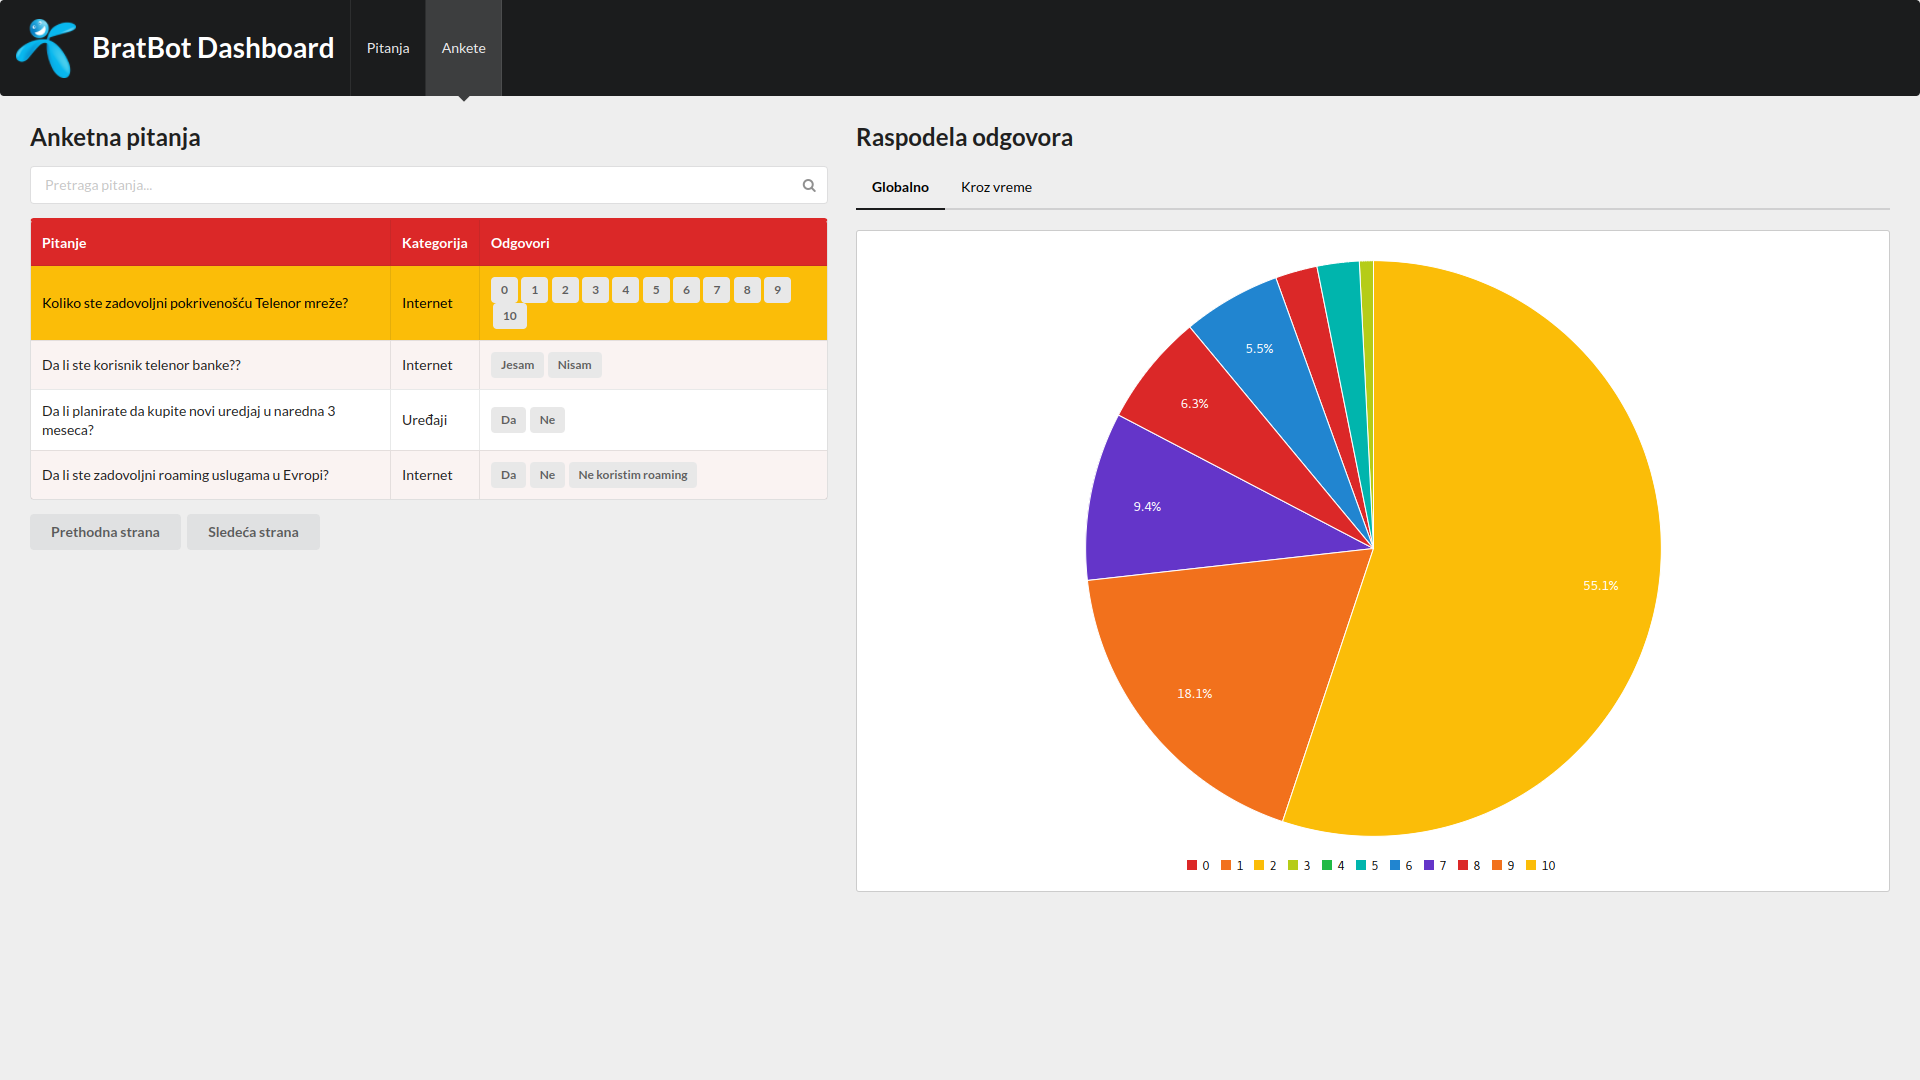 BratBot Dashboard
Pitanja
Ankete
Anketna pitanja
Pretraga pitanja...
Pitanje Kategorija Odgovori
Koliko ste zadovoljni pokrivenošću Telenor mreže? Internet 0 1 2 3 4 5 6 7 8 9
10
Da li ste korisnik telenor banke?? Internet Jesam Nisam
Da li planirate da kupite novi uredjaj u naredna 3
meseca? Uređaji Da Ne
Da li ste zadovoljni roaming uslugama u Evropi? Internet Da Ne Ne koristim roaming
Prethodna strana Sledeća strana
Raspodela odgovora
Globalno Kroz vreme
5.5%
6.3%
9.4%
55.1%
18.1%
0 1 2 3 4 5 6 7 8 9 10